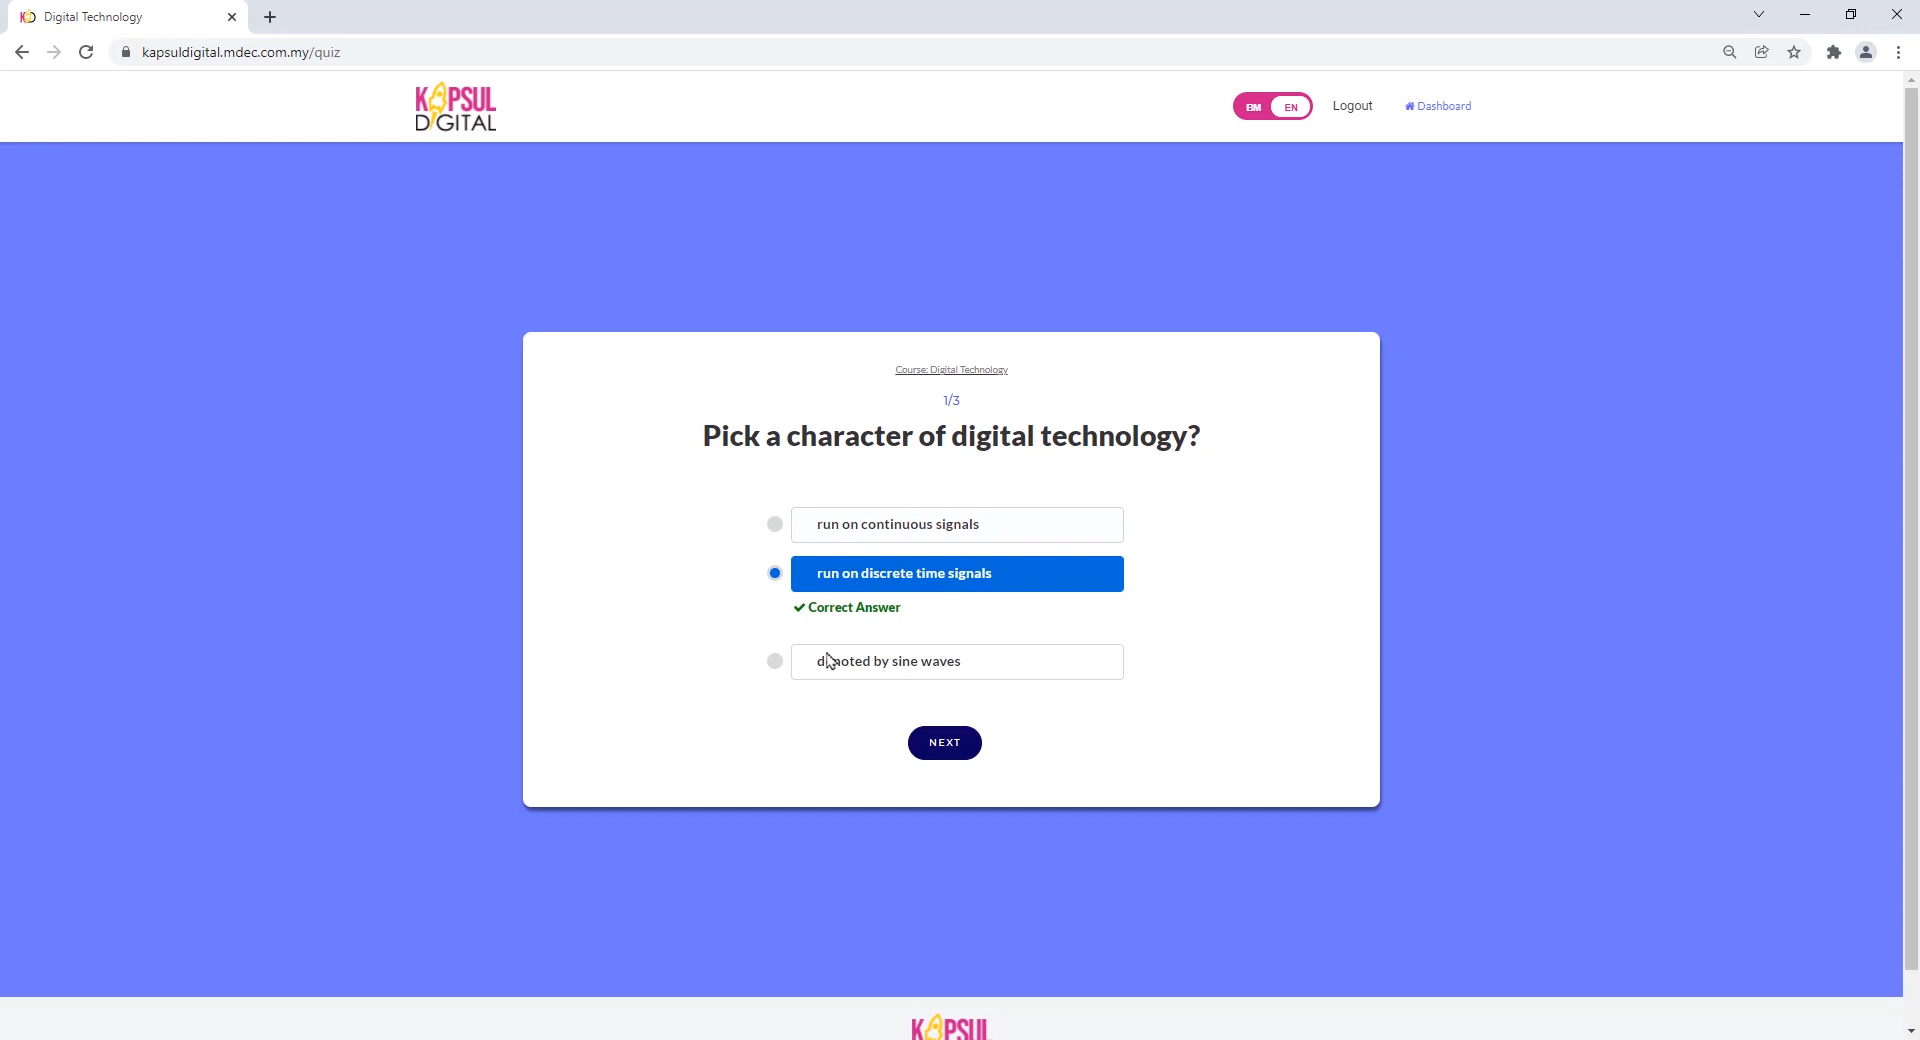 Digital Technology
kapsuldigital.mdec.com.my/quiz
KAPSUL
DIGITAL
BM EN Logout Dashboard
Course: Digital Technology
1/3
Pick a character of digital technology?
run on continuous signals
run on discrete time signals
Correct Answer
denoted by sine waves
NEXT
KAPSUL